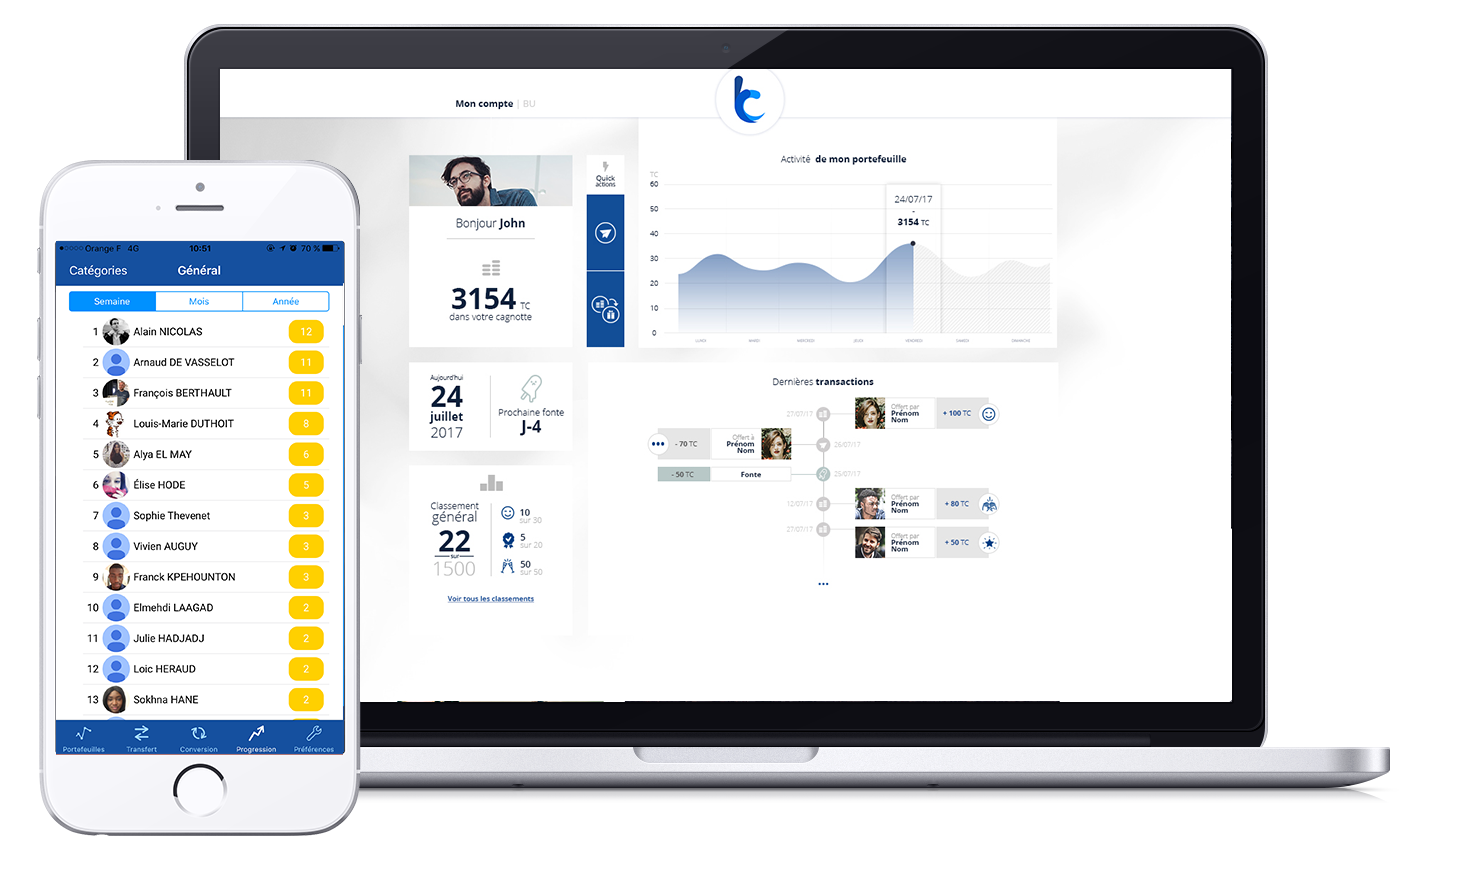 Mon compte | BU
Bonjour John
3154 TC
dans votre cagnotte
Quick
actions
Activité de mon portefeuille
TC
60
50
40
30
20
10
0
24/07/17
-
3154 TC
LUNDI
MARDI
MERCREDI
JEUDI
VENDREDI
SAMEDI
DIMANCHE
Aujourd'hui
24
juillet
2017
Prochaine fonte
J-4
Classement
général
22
sur
1500
10
sur 30
5
sur 20
50
sur 50
Voir tous les classements
Dernières transactions
27/07/17
Offert par
Prénom
Nom
+ 100 TC
- 70 TC
Offert à
Prénom
Nom
26/07/17
- 50 TC
Fonte
25/07/17
12/07/17
Offert par
Prénom
Nom
+ 80 TC
27/07/17
Offert par
Prénom
Nom
+ 50 TC
Orange F 4G 10:51 70 %
Catégories Général
Semaine Mois Année
1 Alain NICOLAS 12
2 Arnaud DE VASSELOT 11
3 François BERTHAULT 11
4 Louis-Marie DUTHOIT 8
5 Alya EL MAY 6
6 Élise HODE 5
7 Sophie Thevenet 3
8 Vivien AUGUY 3
9 Franck KPEHOUNTON 3
10 Elmehdi LAAGAD 2
11 Julie HADJADJ 2
12 Loic HERAUD 2
13 Sokhna HANE 2
Portefeuilles Transfert Conversion Progression Préférences